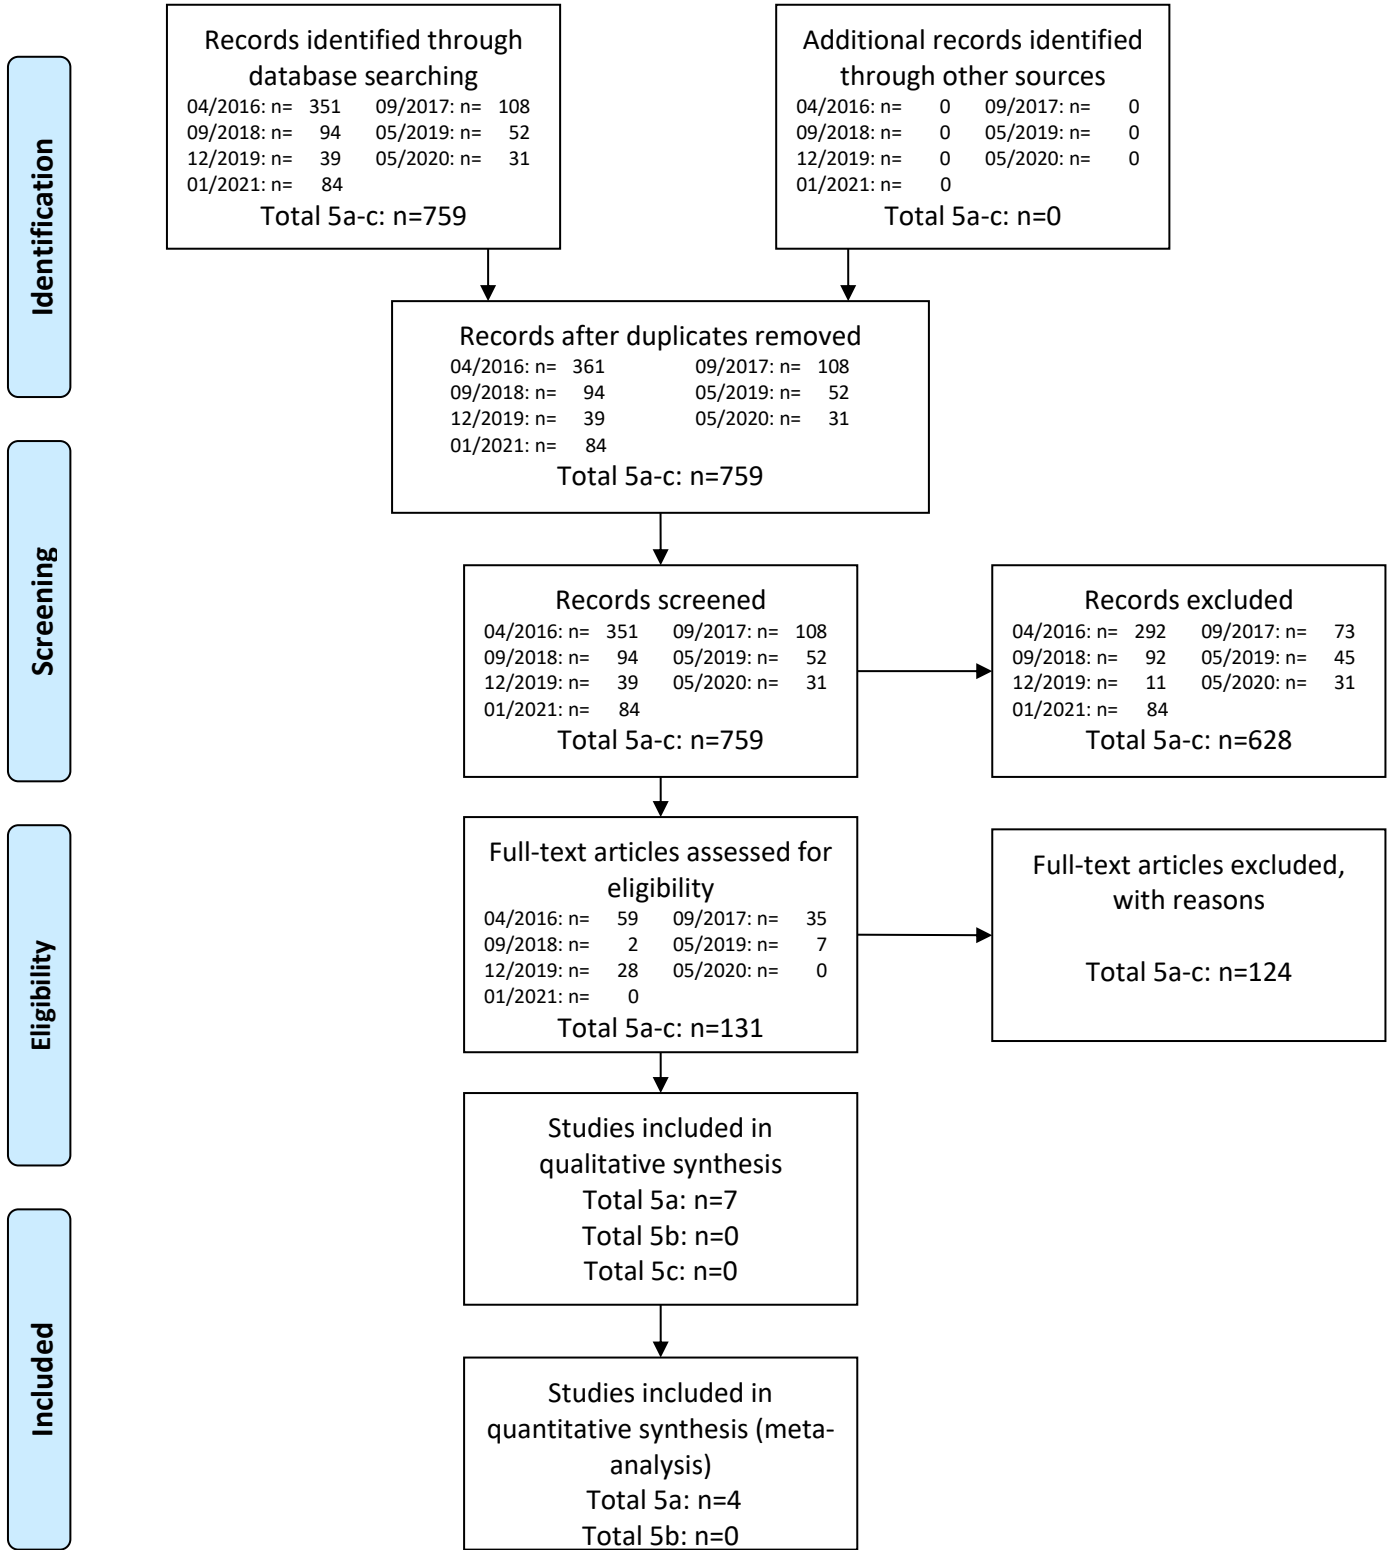 Identification
Records identified through
database searching
04/2016: n= 351 09/2017: n= 108
09/2018: n= 94 05/2019: n= 52
12/2019: n= 39 05/2020: n= 31
01/2021: n= 84
Total 5a-c: n=759
Additional records identified
through other sources
04/2016: n= 0 09/2017: n= 0
09/2018: n= 0 05/2019: n= 0
12/2019: n= 0 05/2020: n= 0
01/2021: n= 0
Total 5a-c: n=0
Records after duplicates removed
04/2016: n= 361 09/2017: n= 108
09/2018: n= 94 05/2019: n= 52
12/2019: n= 39 05/2020: n= 31
01/2021: n= 84
Total 5a-c: n=759
Screening
Records screened
04/2016: n= 351 09/2017: n= 108
09/2018: n= 94 05/2019: n= 52
12/2019: n= 39 05/2020: n= 31
01/2021: n= 84
Total 5a-c: n=759
Records excluded
04/2016: n= 292 09/2017: n= 73
09/2018: n= 92 05/2019: n= 45
12/2019: n= 11 05/2020: n= 31
01/2021: n= 84
Total 5a-c: n=628
Eligibility
Full-text articles assessed for
eligibility
04/2016: n= 59 09/2017: n= 35
09/2018: n= 2 05/2019: n= 7
12/2019: n= 28 05/2020: n= 0
01/2021: n= 0
Total 5a-c: n=131
Full-text articles excluded,
with reasons
Total 5a-c: n=124
Studies included in
qualitative synthesis
Total 5a: n=7
Total 5b: n=0
Total 5c: n=0
Included
Studies included in
quantitative synthesis (meta-
analysis)
Total 5a: n=4
Total 5b: n=0